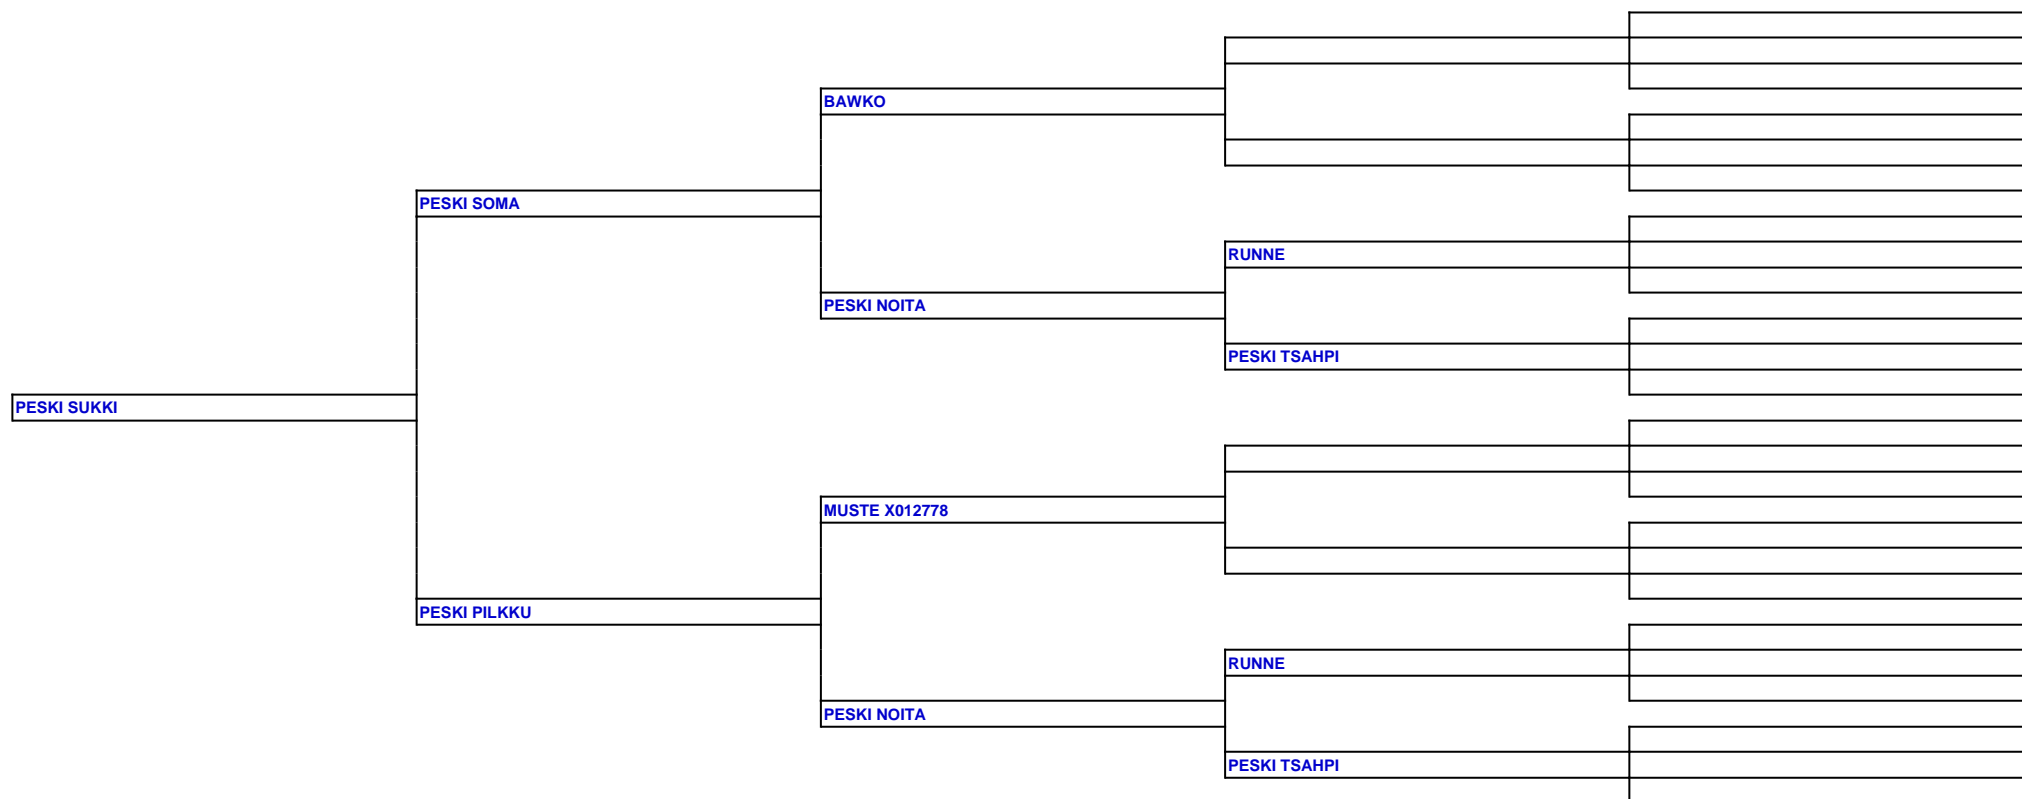 BAWKO
PESKI SOMA
RUNNE
PESKI NOITA
PESKI TSAHPI
PESKI SUKKI
MUSTE X012778
PESKI PILKKU
RUNNE
PESKI NOITA
PESKI TSAHPI